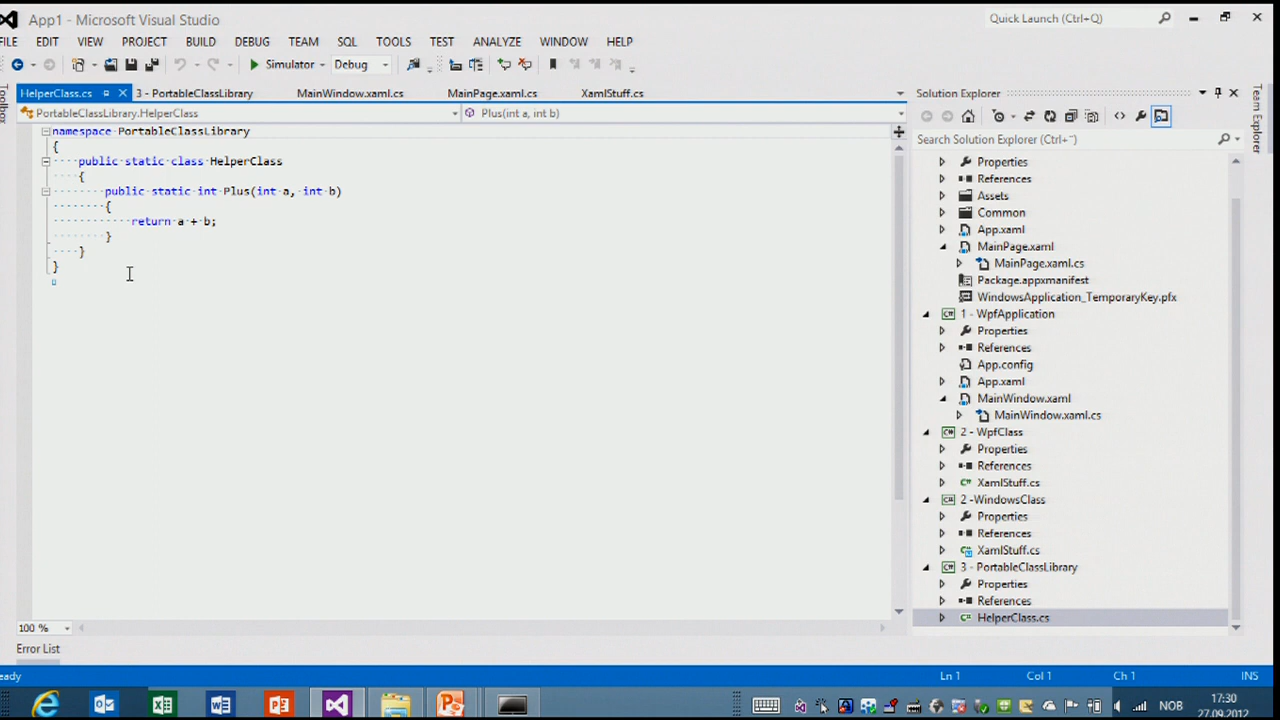 App1 - Microsoft Visual Studio
Quick Launch (Ctrl+Q)
FILE EDIT VIEW PROJECT BUILD DEBUG TEAM SQL TOOLS TEST ANALYZE WINDOW HELP
Simulator Debug
Toolbox
HelperClass.cs 3 - PortableClassLibrary MainWindow.xaml.cs MainPage.xaml.cs XamlStuff.cs
PortableClassLibrary.HelperClass Plus(int a, int b)
namespace PortableClassLibrary
{
public static class HelperClass
{
public static int Plus(int a, int b)
{
return a + b;
}
}
}
100 %
Error List
Solution Explorer
Search Solution Explorer (Ctrl+¨)
Properties
References
Assets
Common
App.xaml
MainPage.xaml
MainPage.xaml.cs
Package.appxmanifest
WindowsApplication_TemporaryKey.pfx
1 - WpfApplication
Properties
References
App.config
App.xaml
MainWindow.xaml
MainWindow.xaml.cs
2 - WpfClass
Properties
References
XamlStuff.cs
2 -WindowsClass
Properties
References
XamlStuff.cs
3 - PortableClassLibrary
Properties
References
HelperClass.cs
Team Explorer
eady Ln 1 Col 1 Ch 1 INS
NOB
17:30
27.09.2012